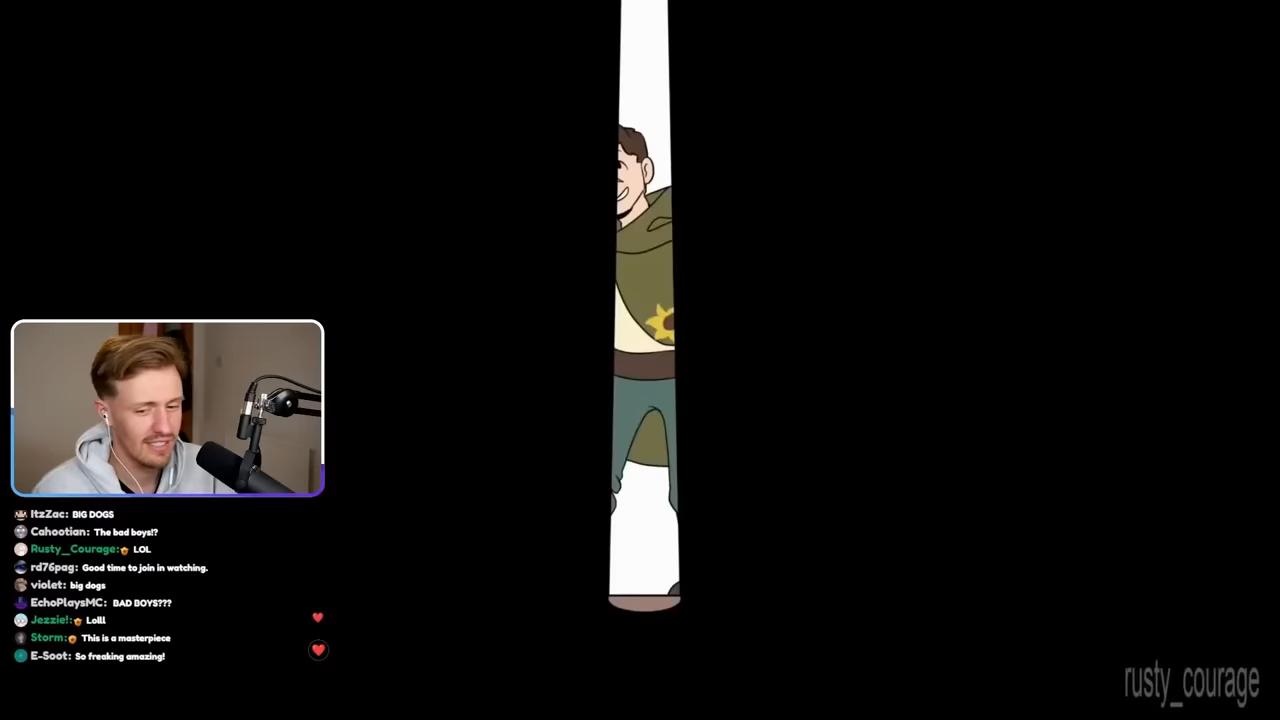 ItzZac: BIG DOGS
Cahootian: The bad boys!?
Rusty_Courage: LOL
rd76pag: Good time to join in watching.
violet: big dogs
EchoPlaysMC: BAD BOYS???
Jezzie!: Lolll
Storm: This is a masterpiece
E-Soot: So freaking amazing!
rusty_courage